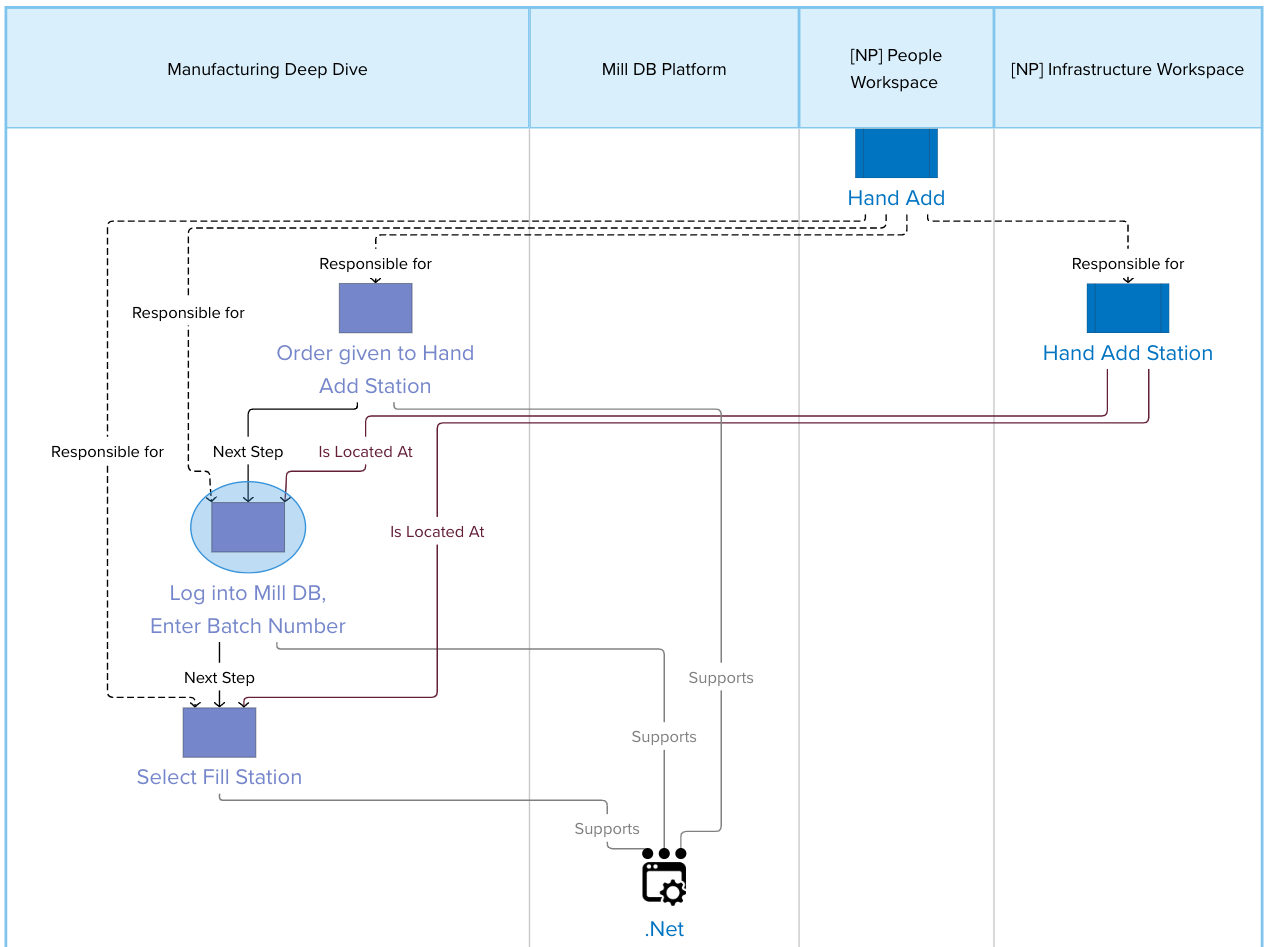 Manufacturing Deep Dive
Mill DB Platform
[NP] People
Workspace
[NP] Infrastructure Workspace
Hand Add
Responsible for
Responsible for
Responsible for
Order given to Hand
Add Station
Hand Add Station
Responsible for
Next Step
Is Located At
Is Located At
Log into Mill DB,
Enter Batch Number
Next Step
Supports
Supports
Select Fill Station
Supports
.Net